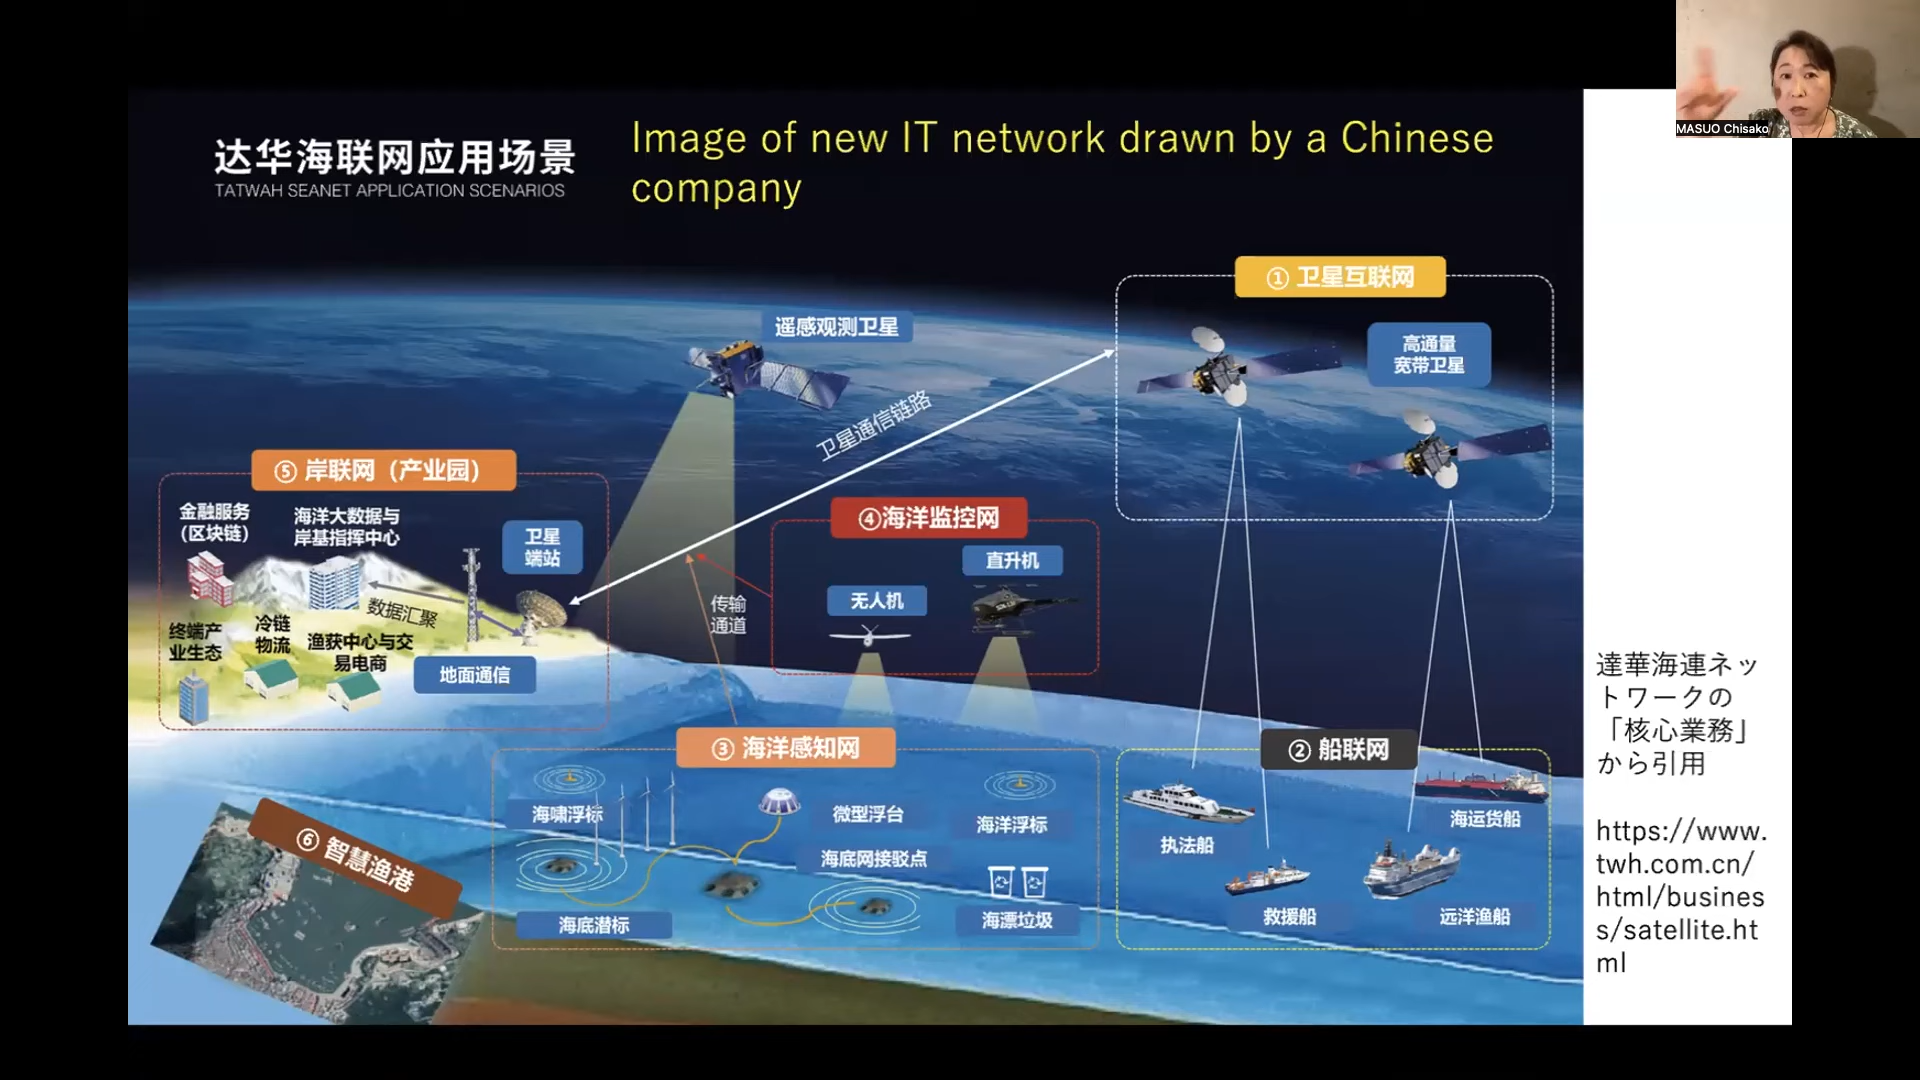 MASUO Chisako
达华海联网应用场景
TATWAH SEANET APPLICATION SCENARIOS
Image of new IT network drawn by a Chinese
company
① 卫星互联网
高通量
宽带卫星
遥感观测卫星
卫星通信链路
⑤ 岸联网（产业园）
金融服务
（区块链）
海洋大数据与
岸基指挥中心
卫星
端站
数据汇聚
终端产
业生态
冷链
物流
渔获中心与交
易电商
地面通信
④海洋监控网
直升机
无人机
传输
通道
③ 海洋感知网
海啸浮标
微型浮台
海洋浮标
海底网接驳点
海底潜标
海漂垃圾
② 船联网
执法船
海运货船
救援船
远洋渔船
⑥ 智慧渔港
達華海連ネッ
トワークの
「核心業務」
から引用
https://www.
twh.com.cn/
html/busines
s/satellite.ht
ml